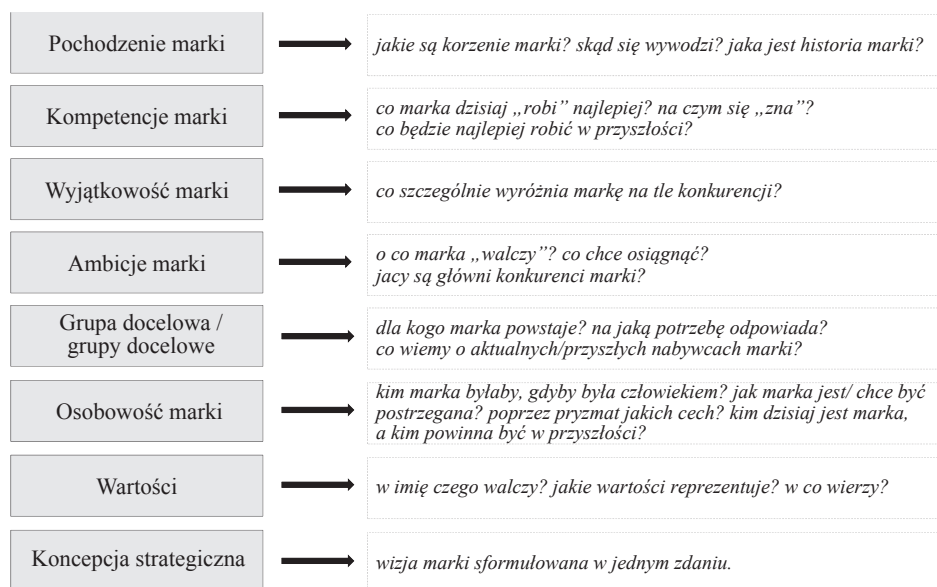 Pochodzenie marki
jakie są korzenie marki? skąd się wywodzi? jaka jest historia marki?
Kompetencje marki
co marka dzisiaj „robi” najlepiej? na czym się „zna”?
co będzie najlepiej robić w przyszłości?
Wyjątkowość marki
co szczególnie wyróżnia markę na tle konkurencji?
Ambicje marki
o co marka „walczy”? co chce osiągnąć?
jacy są główni konkurenci marki?
Grupa docelowa /
grupy docelowe
dla kogo marka powstaje? na jaką potrzebę odpowiada?
co wiemy o aktualnych/przyszłych nabywcach marki?
Osobowość marki
kim marka byłaby, gdyby była człowiekiem? jak marka jest/ chce być
postrzegana? poprzez pryzmat jakich cech? kim dzisiaj jest marka,
a kim powinna być w przyszłości?
Wartości
w imię czego walczy? jakie wartości reprezentuje? w co wierzy?
Koncepcja strategiczna
wizja marki sformułowana w jednym zdaniu.